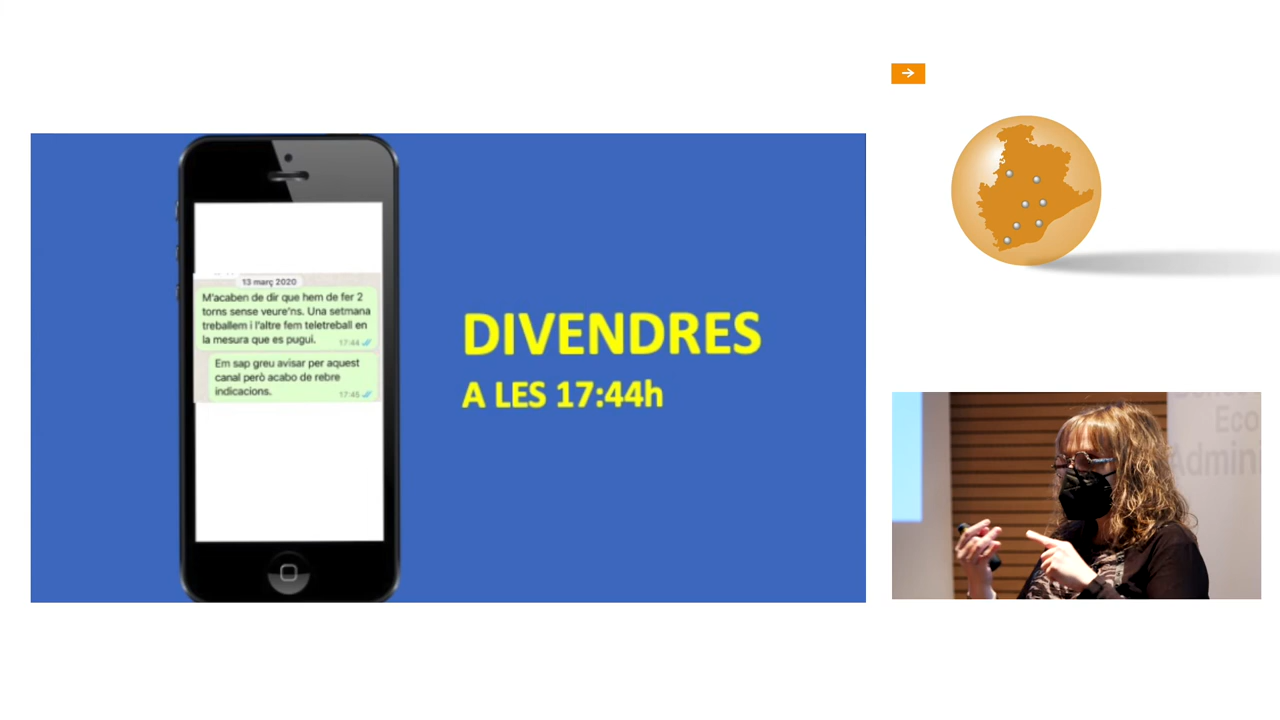 13 març 2020
M'acaben de dir que hem de fer 2
torns sense veure'ns. Una setmana
treballem i l'altre fem teletreball en
la mesura que es pugui.
17:44
Em sap greu avisar per aquest
canal però acabo de rebre
indicacions.
17:45
DIVENDRES
A LES 17:44h
Eco
Admini